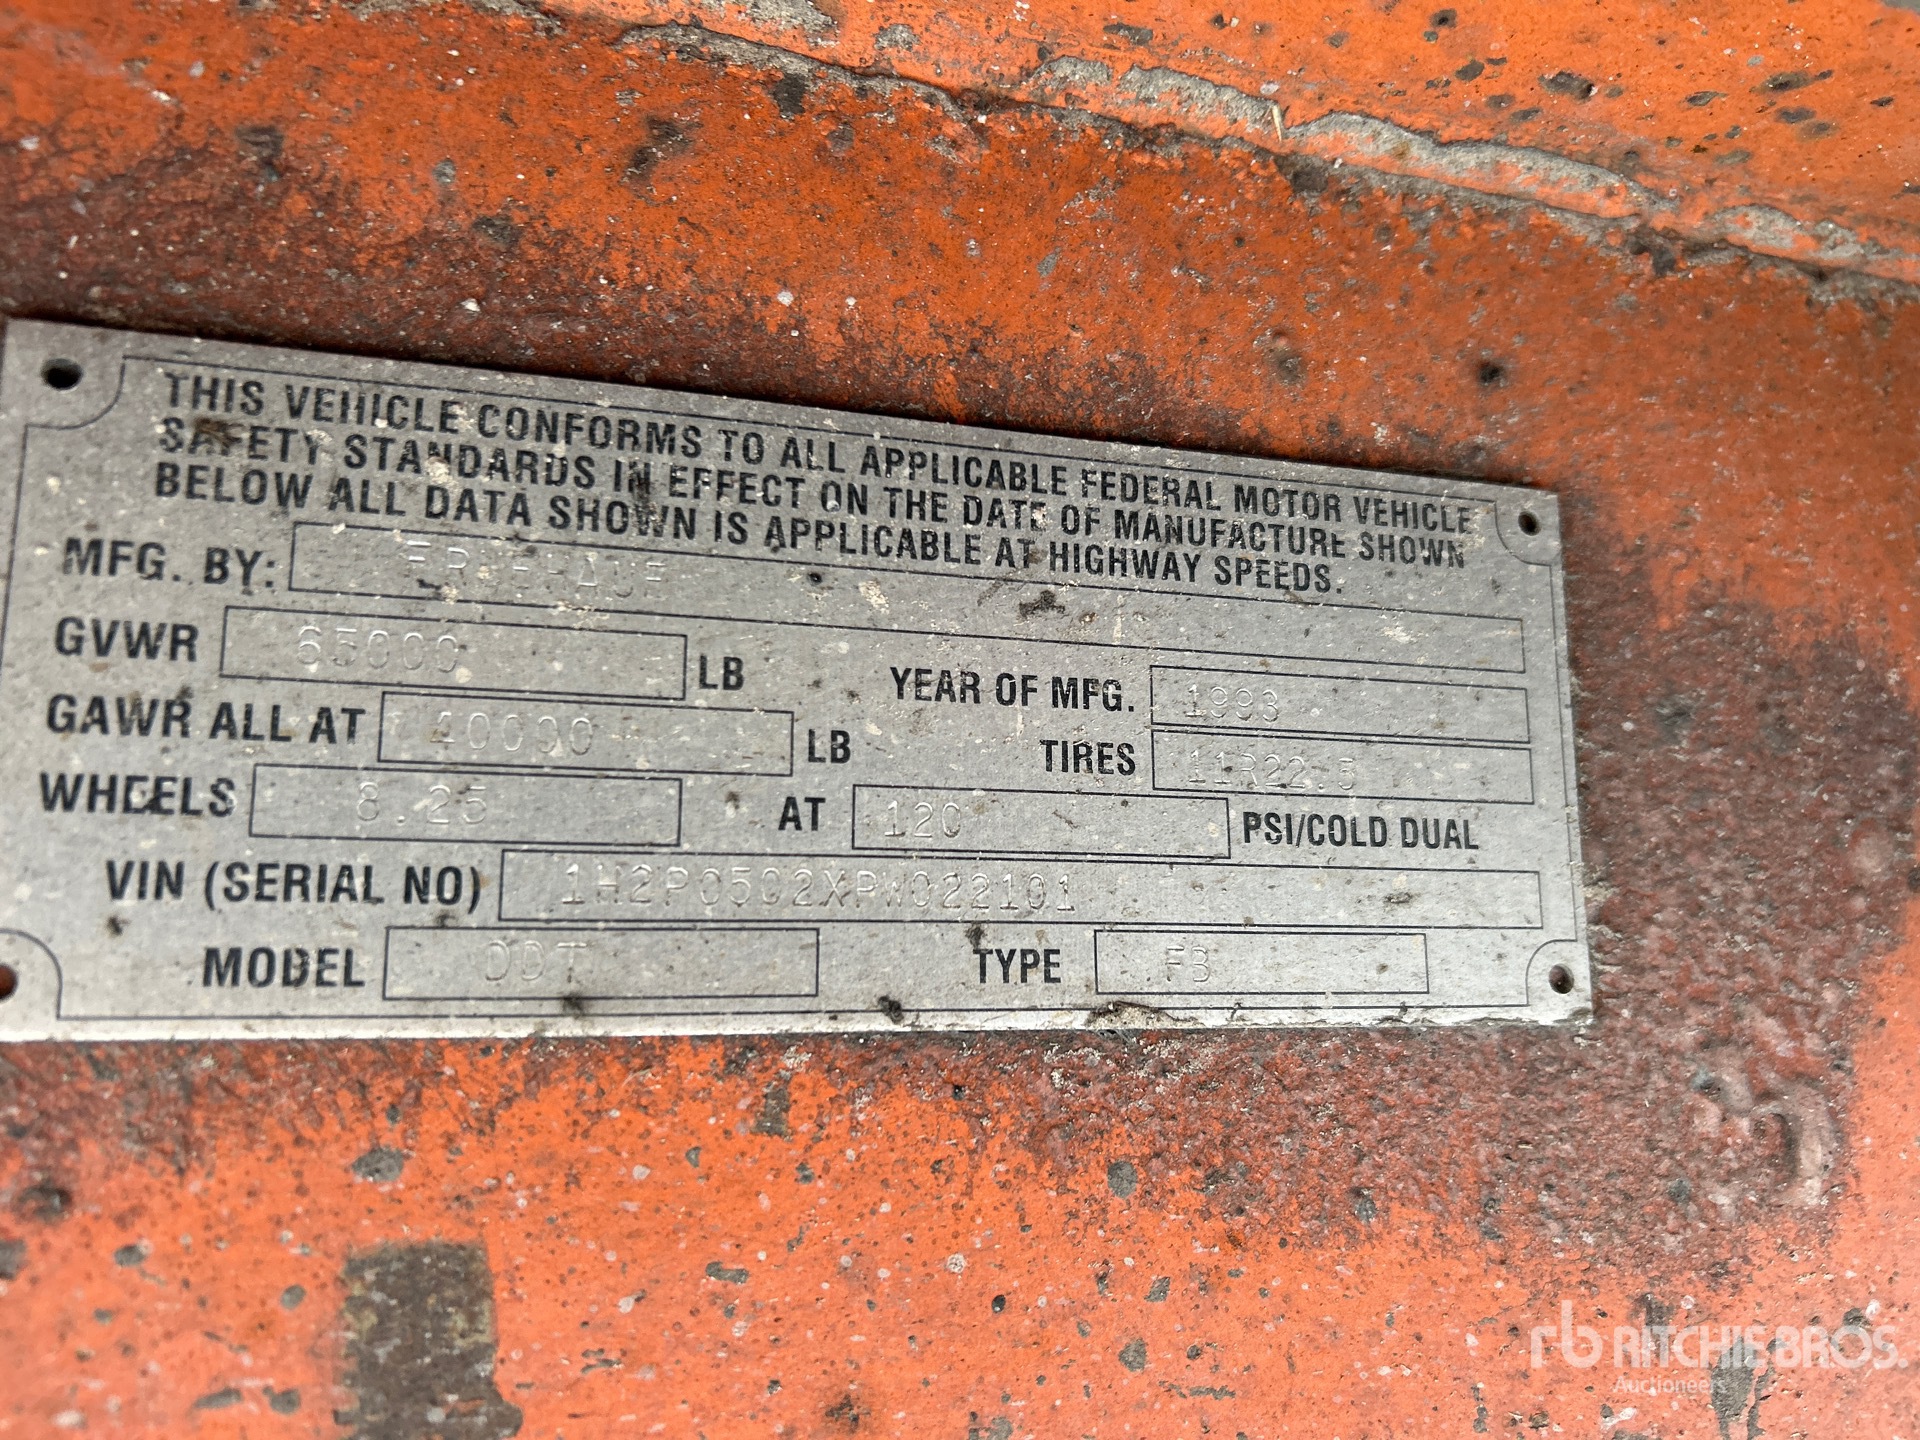 THIS VEHICLE CONFORMS TO ALL APPLICABLE FEDERAL MOTOR VEHICLE
SAFETY STANDARDS IN EFFECT ON THE DATE OF MANUFACTURE SHOWN
BELOW ALL DATA SHOWN IS APPLICABLE AT HIGHWAY SPEEDS.
MFG. BY: FRUEHAUF
GVWR 65000 LB YEAR OF MFG. 1993
GAWR ALL AT 40000 LB TIRES 11R22.5
WHEELS 8.25 AT 120 PSI/COLD DUAL
VIN (SERIAL NO) 1H2P0502XPW022101
MODEL DDT TYPE FB
rb RITCHIE BROS.
Auctioneers